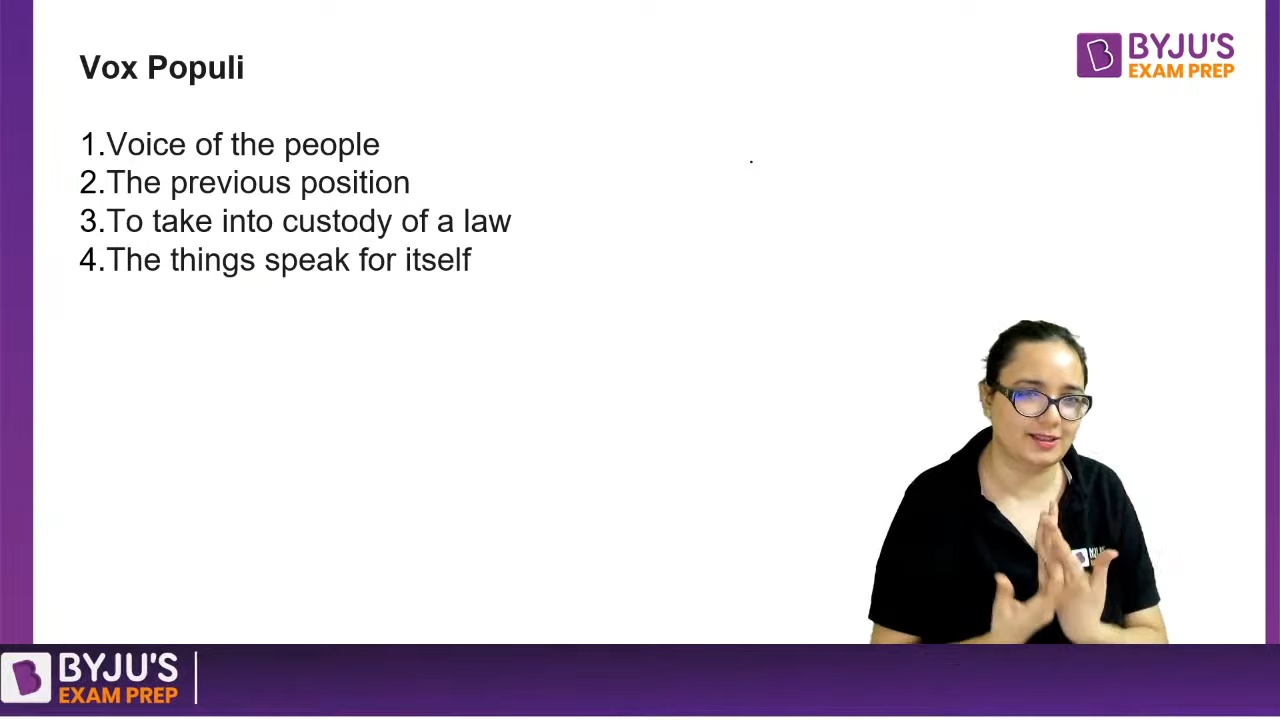 Vox Populi
BYJU'S
EXAM PREP
1.Voice of the people
2.The previous position
3.To take into custody of a law
4.The things speak for itself
BYJU'S
EXAM PREP